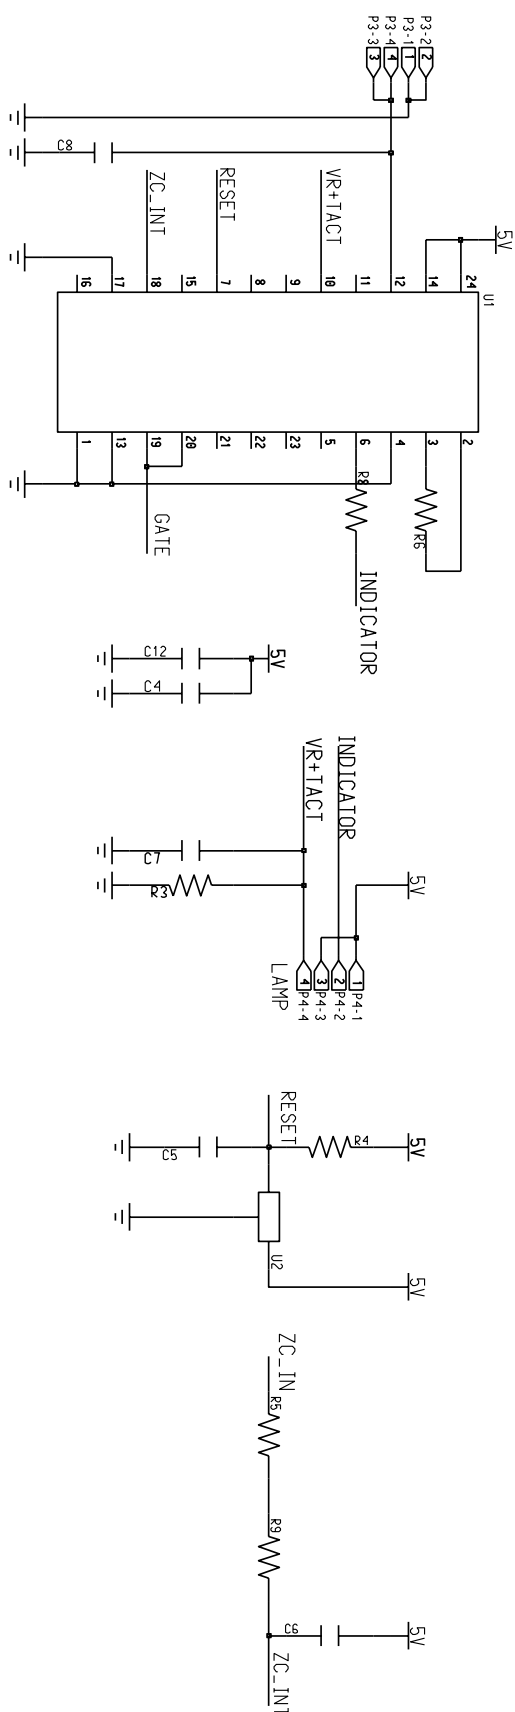 P3-3
P3-4
P3-1
P3-2
3
4
1
2
C8
ZC_INT
RESET
VR+TACT
5V
U1
16
17
18
15
7
8
9
10
11
12
14
24
1
13
19
20
21
22
23
5
6
4
3
2
GATE
R8
R6
INDICATOR
C12
C4
5V
VR+TACT
INDICATOR
C7
R3
5V
LAMP
4
3
2
1
P4-4
P4-3
P4-2
P4-1
RESET
C5
R4
5V
U2
5V
ZC_IN
R5
R9
C6
5V
ZC_INT